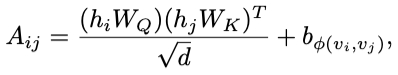 A_{ij} = \frac{(h_i W_Q)(h_j W_K)^T}{\sqrt{d}} + b_{\phi(v_i, v_j)},